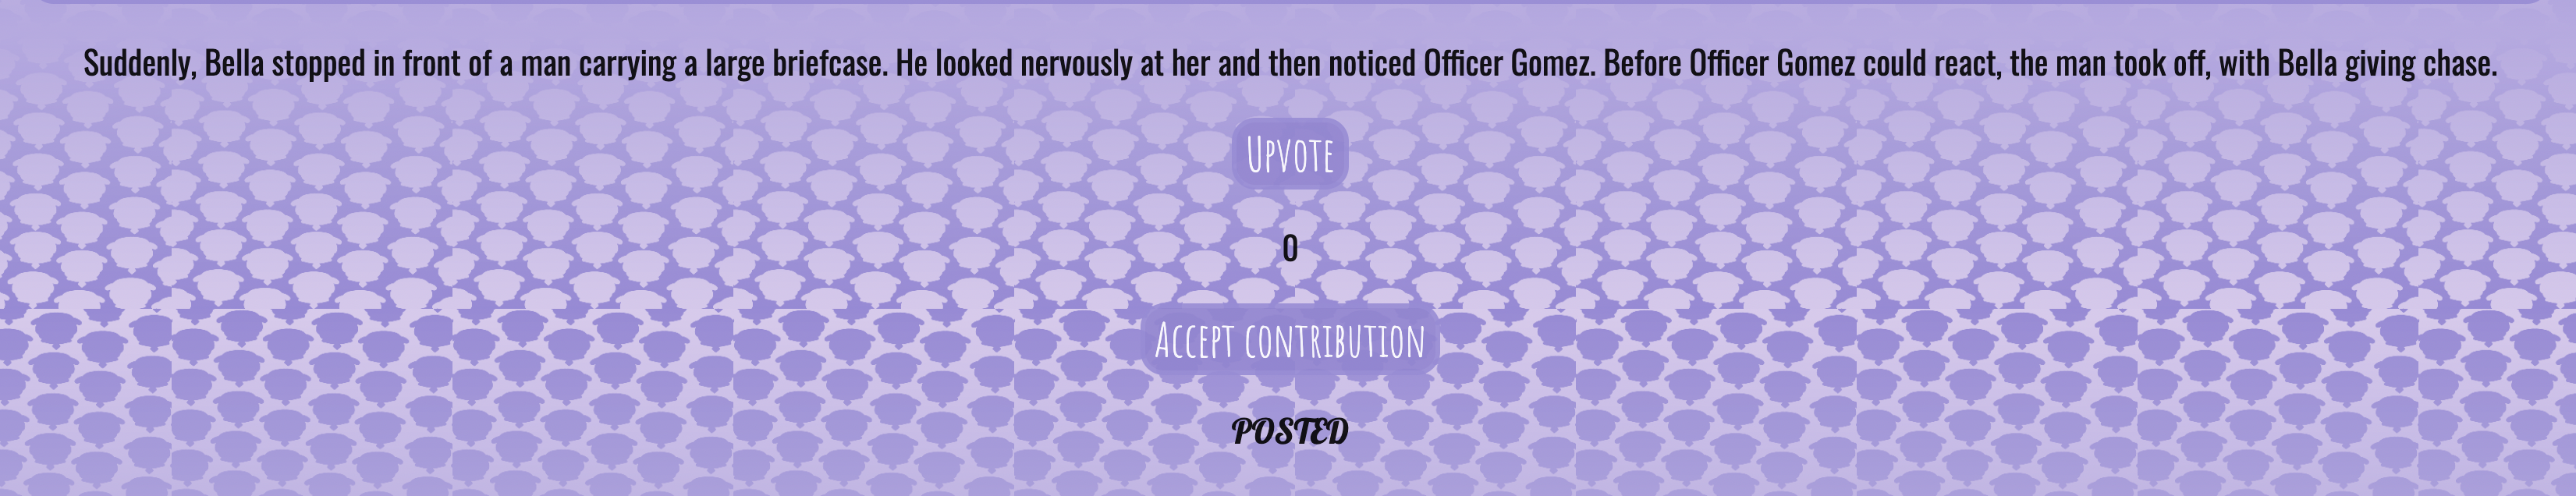 Suddenly, Bella stopped in front of a man carrying a large briefcase. He looked nervously at her and then noticed Officer Gomez. Before Officer Gomez could react, the man took off, with Bella giving chase.
Upvote
0
Accept contribution
POSTED